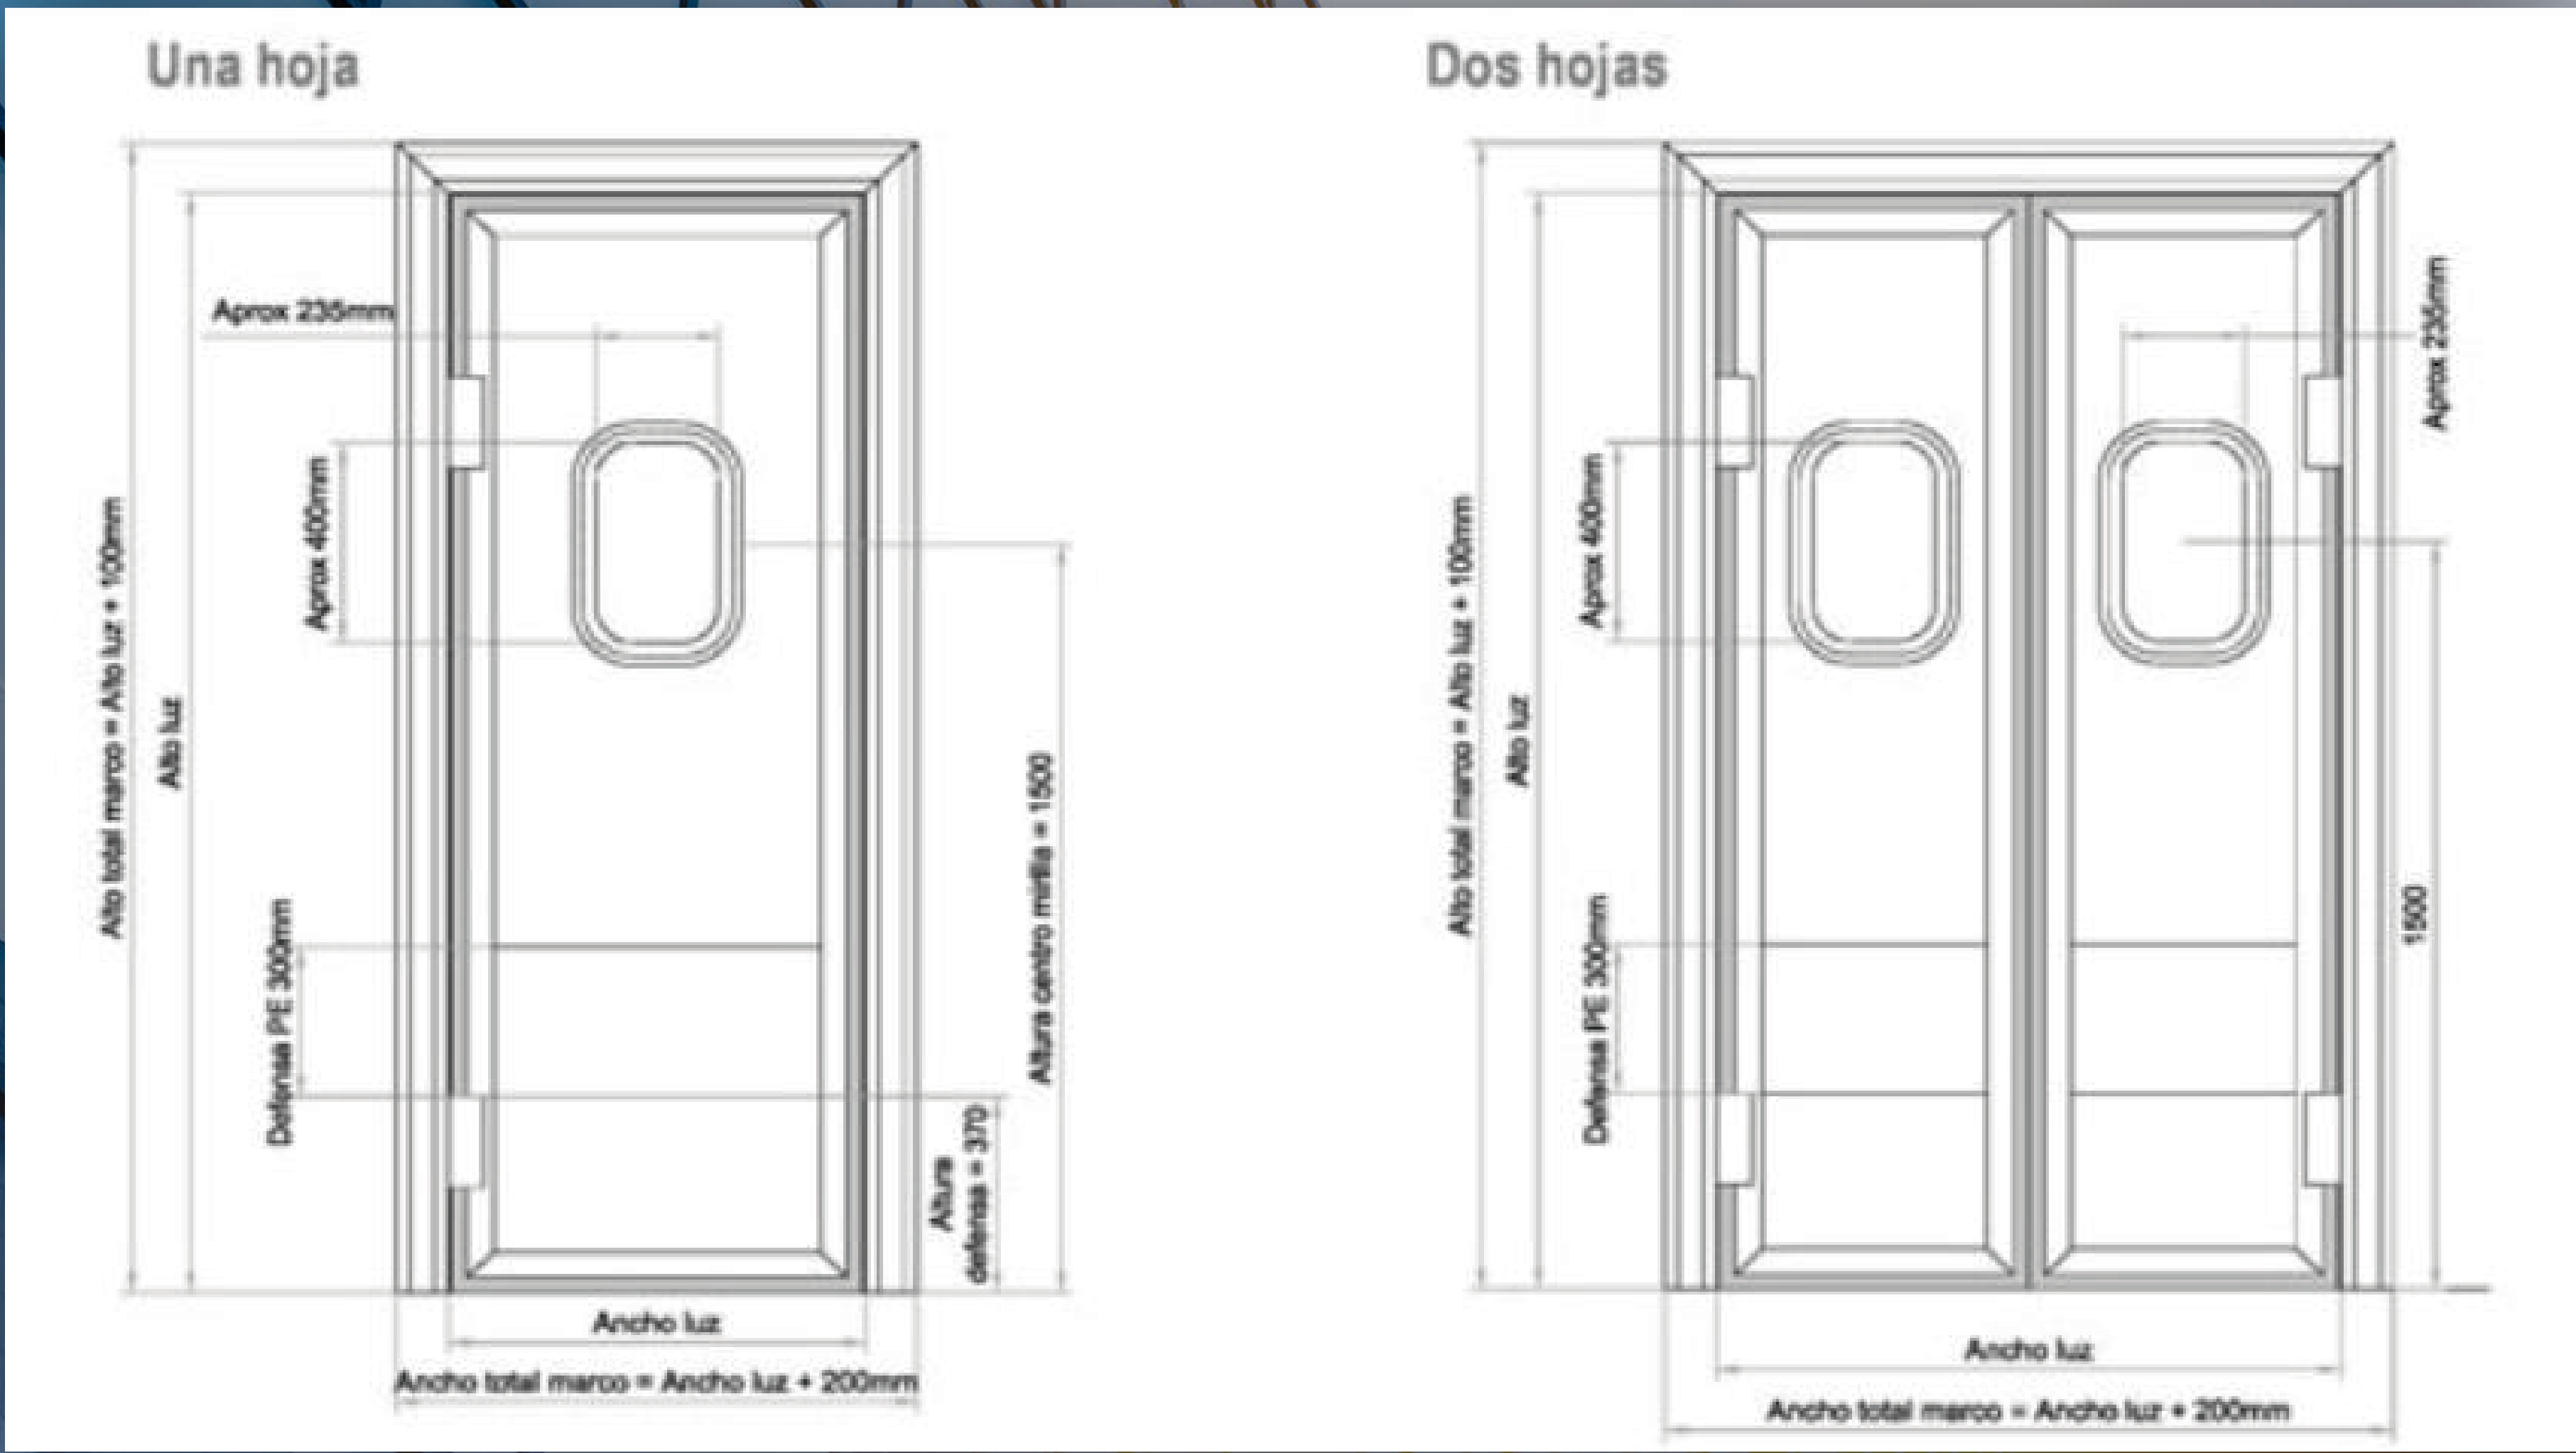 Una hoja
Aprox 235mm
Aprox 400mm
Alto total marco = Alto luz + 100mm
Alto luz
Defensa PE 300mm
Altura centro mirilla = 1500
Altura
defensa = 370
Ancho luz
Ancho total marco = Ancho luz + 200mm
Dos hojas
Aprox 235mm
Aprox 400mm
Alto total marco = Alto luz + 100mm
Alto luz
Defensa PE 300mm
1500
Ancho luz
Ancho total marco = Ancho luz + 200mm